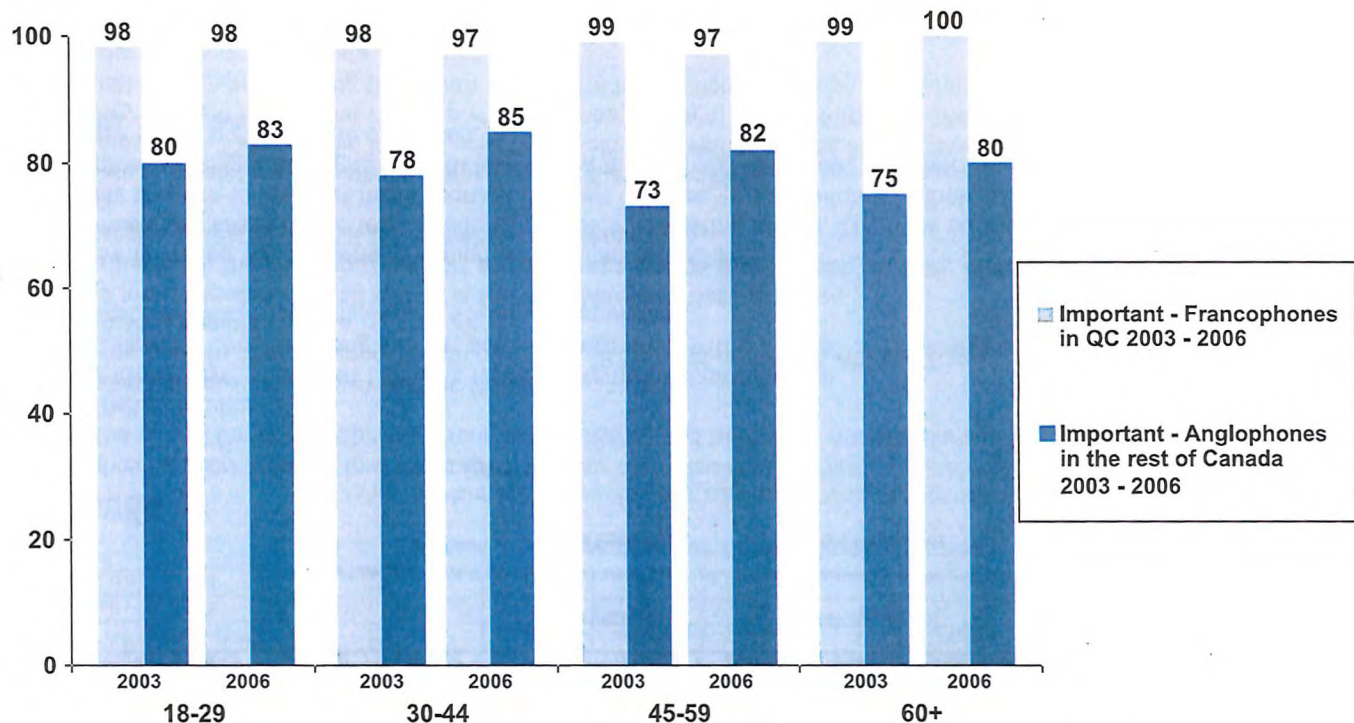 98 98 98 97 99 97 99 100
100
80 83 78 85 73 82 75 80
80
60
40
20
0
2003 2006 2003 2006 2003 2006 2003 2006
18-29 30-44 45-59 60+
Important - Francophones
in QC 2003 - 2006
Important - Anglophones
in the rest of Canada
2003 - 2006